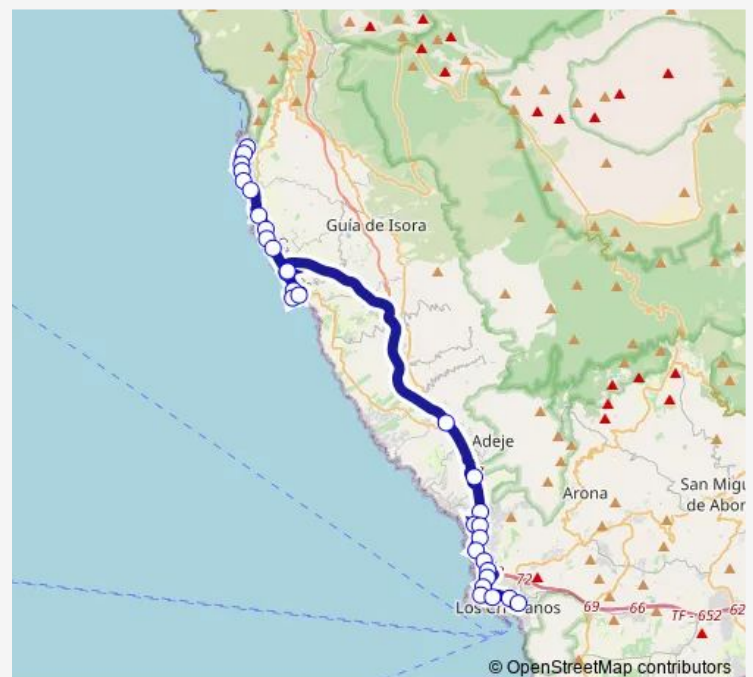 Guía de Isora
Adeje
Arona
San Migu
de Abor
72
69
66
TF - 652
62
© OpenStreetMap contributors